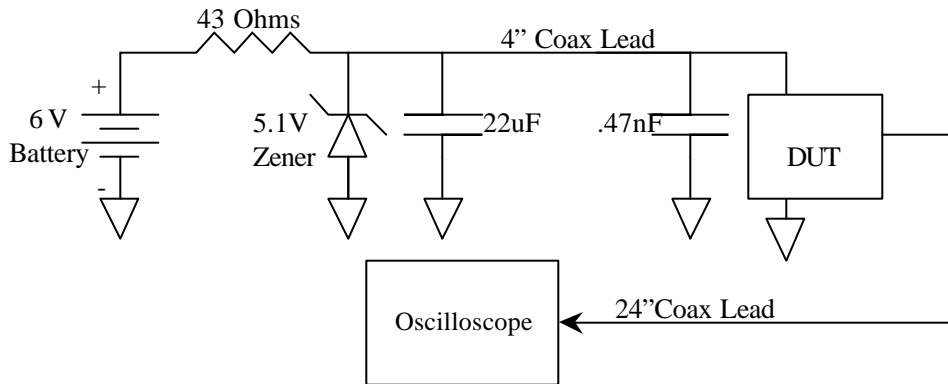 43 Ohms
4” Coax Lead
+
6 V
Battery
-
5.1V
Zener
22uF
.47nF
DUT
Oscilloscope
24”Coax Lead